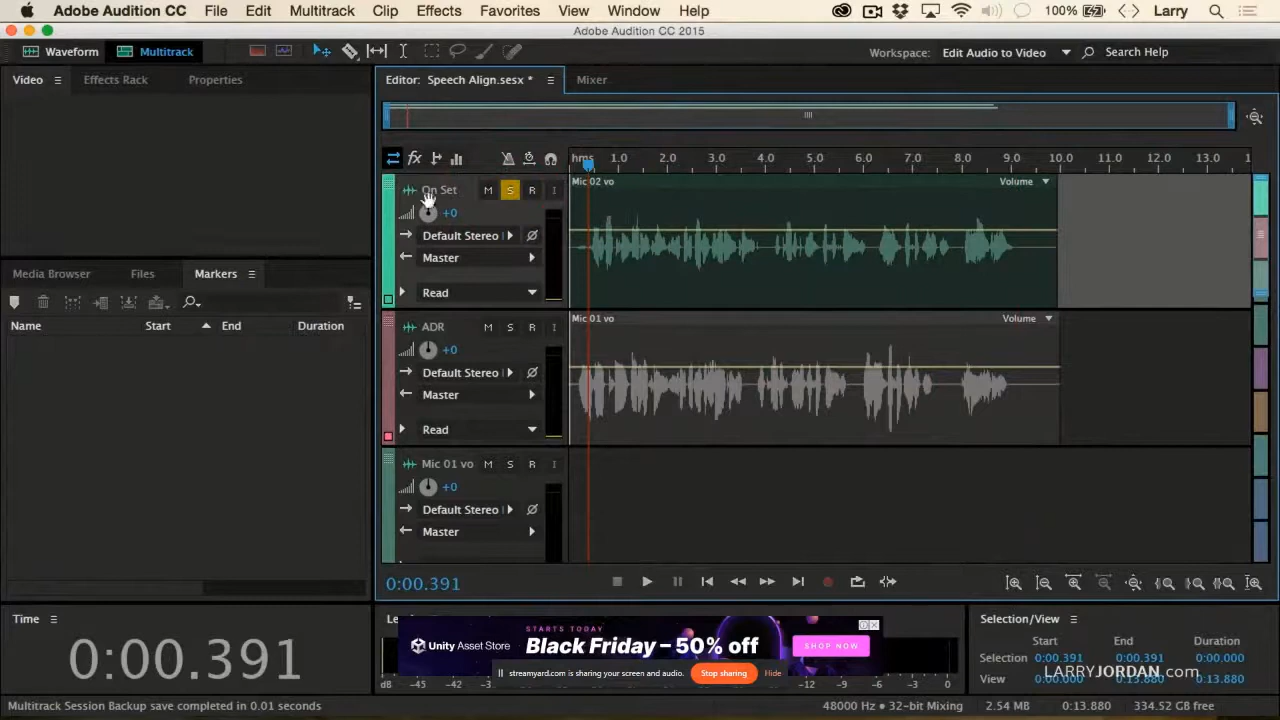 Adobe Audition CC File Edit Multitrack Clip Effects Favorites View Window Help 100% Larry
Adobe Audition CC 2015
Waveform Multitrack Workspace: Edit Audio to Video Search Help
Video Effects Rack Properties Editor: Speech Align.sesx * Mixer
hms 1.0 2.0 3.0 4.0 5.0 6.0 7.0 8.0 9.0 10.0 11.0 12.0 13.0 1
On Set M S R I Mic 02 vo Volume
+0
Default Stereo
Master
Read
Media Browser Files Markers
Name Start End Duration
ADR M S R I Mic 01 vo Volume
+0
Default Stereo
Master
Read
Mic 01 vo M S R I
+0
Default Stereo
Master
0:00.391
Time
0:00.391
STARTS TODAY
Unity Asset Store Black Friday – 50% off SHOP NOW
streamyard.com is sharing your screen and audio. Stop sharing Hide
dB -45 -42 -6 -3 0
Selection/View
Start End Duration
Selection 0:00.391 0:00.391 0:00.000
View 0:00.000 0:13.880 0:13.880
LARRYJORDAN.com
Multitrack Session Backup save completed in 0.01 seconds 48000 Hz • 32-bit Mixing 2.54 MB 0:13.880 334.52 GB free